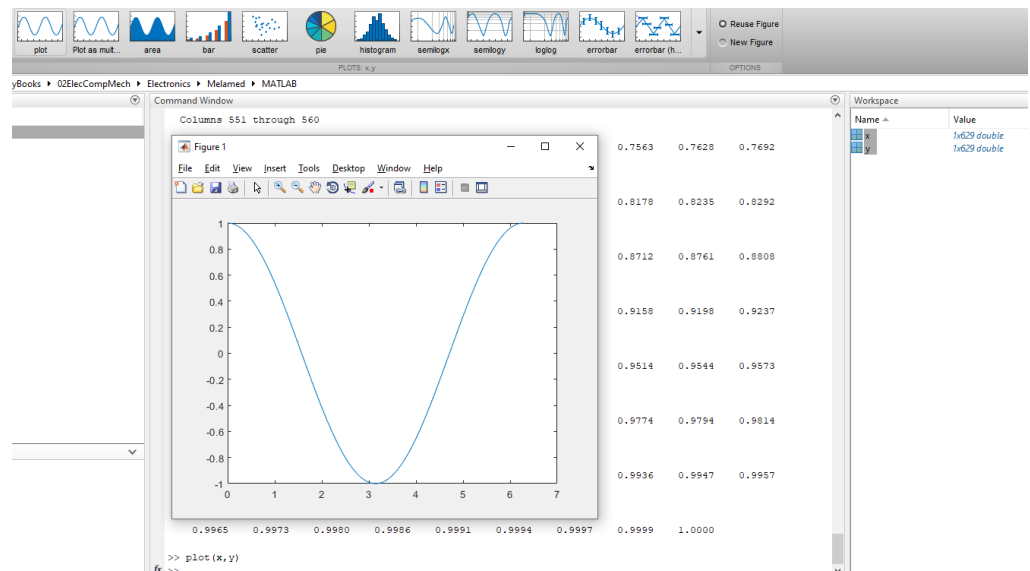 plot Plot as mult... area bar scatter pie histogram semilogx semilogy loglog errorbar errorbar (h...
Reuse Figure
New Figure
PLOTS: x,y
OPTIONS
yBooks 02ElecCompMech Electronics Melamed MATLAB
Command Window
Columns 551 through 560
0.7563 0.7628 0.7692
0.8178 0.8235 0.8292
0.8712 0.8761 0.8808
0.9158 0.9198 0.9237
0.9514 0.9544 0.9573
0.9774 0.9794 0.9814
0.9936 0.9947 0.9957
0.9965 0.9973 0.9980 0.9986 0.9991 0.9994 0.9997 0.9999 1.0000
>> plot(x,y)
fx >>
Figure 1
File Edit View Insert Tools Desktop Window Help
1
0.8
0.6
0.4
0.2
0
-0.2
-0.4
-0.6
-0.8
-1
0 1 2 3 4 5 6 7
Workspace
Name Value
x 1x629 double
y 1x629 double